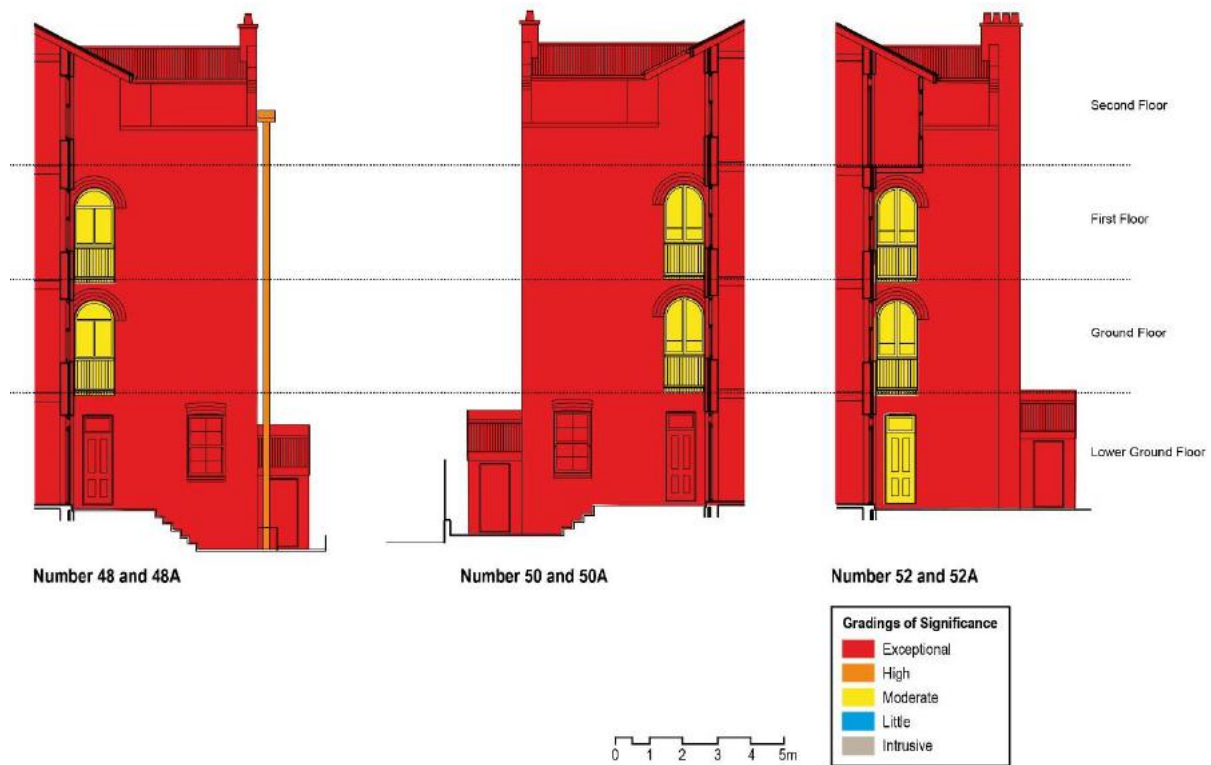 Second Floor
First Floor
Ground Floor
Lower Ground Floor
Number 48 and 48A
Number 50 and 50A
Number 52 and 52A
Gradings of Significance
Exceptional
High
Moderate
Little
Intrusive
0 1 2 3 4 5m